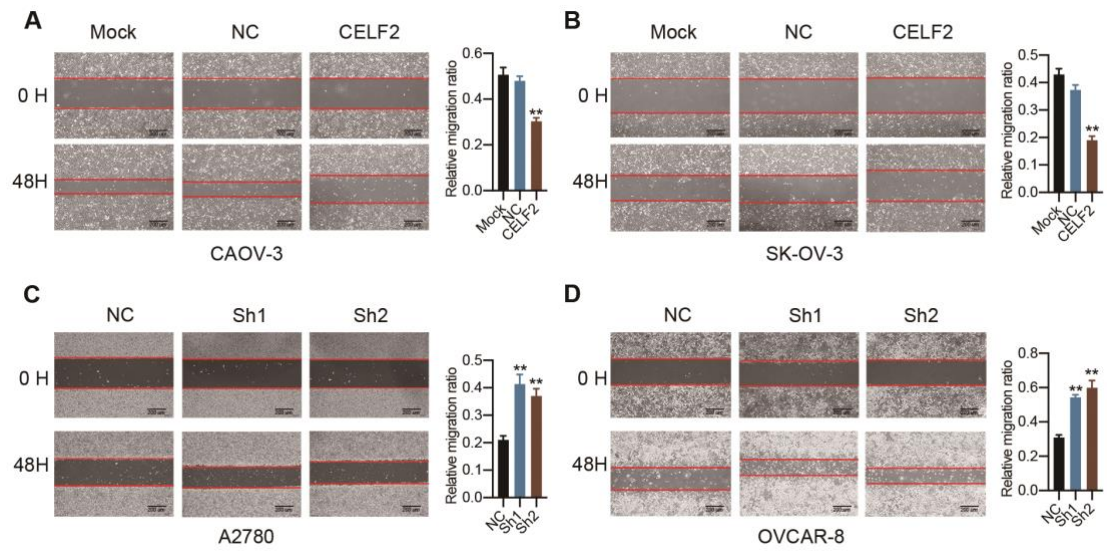 A
Mock NC CELF2
0 H
48H
CAOV-3
Relative migration ratio
0.6
0.4
0.2
0.0
Mock
NC
CELF2
**
B
Mock NC CELF2
0 H
48H
SK-OV-3
Relative migration ratio
0.5
0.4
0.3
0.2
0.1
0.0
Mock
NC
CELF2
**
C
NC Sh1 Sh2
0 H
48H
A2780
Relative migration ratio
0.5
0.4
0.3
0.2
0.1
0.0
NC
Sh1
Sh2
**
**
D
NC Sh1 Sh2
0 H
48H
OVCAR-8
Relative migration ratio
0.8
0.6
0.4
0.2
0.0
NC
Sh1
Sh2
**
**